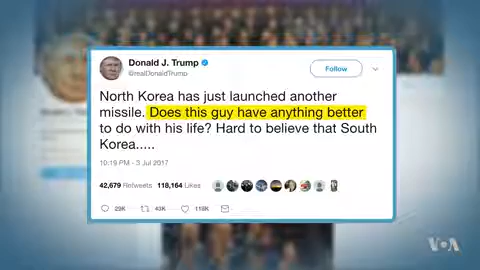 Donald J. Trump
@realDonaldTrump
Follow
North Korea has just launched another
missile. Does this guy have anything better
to do with his life? Hard to believe that South
Korea.....
10:19 PM - 3 Jul 2017
42,679 Retweets 118,164 Likes
29K 43K 118K
VOA